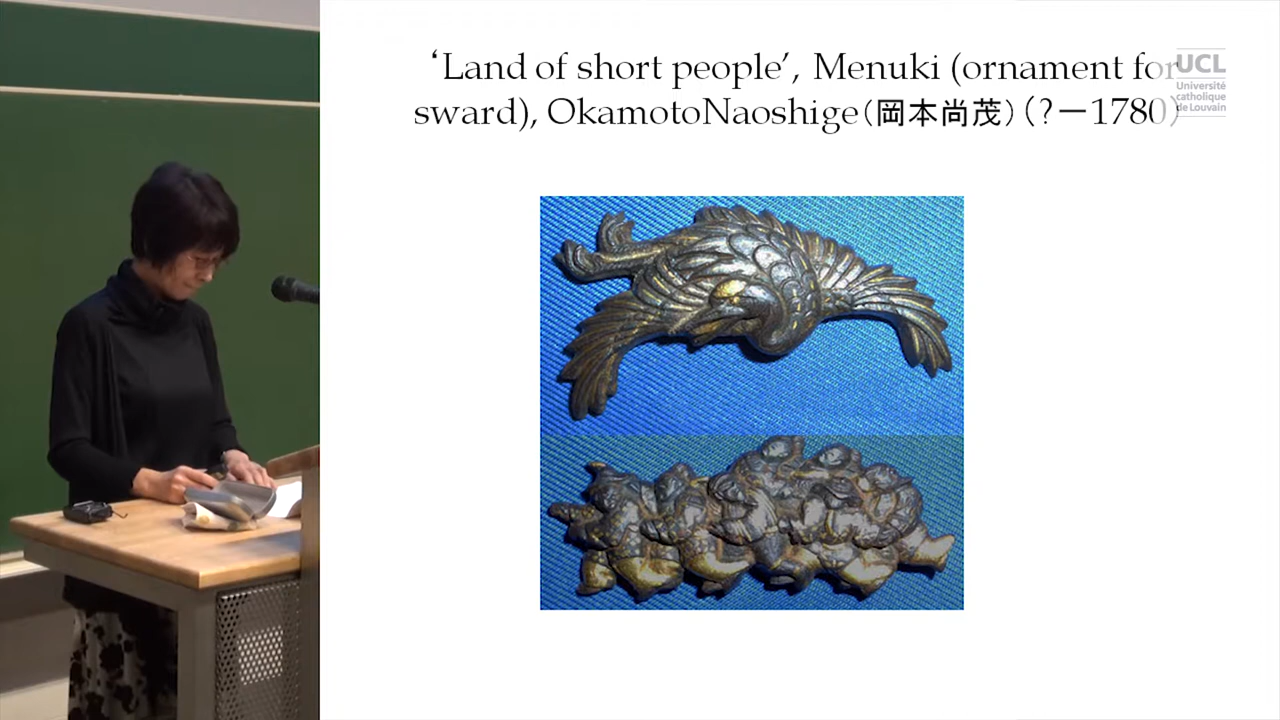 ‘Land of short people’, Menuki (ornament for
sward), OkamotoNaoshige(岡本尚茂)(?ー1780)
UCL
Université
catholique
de Louvain